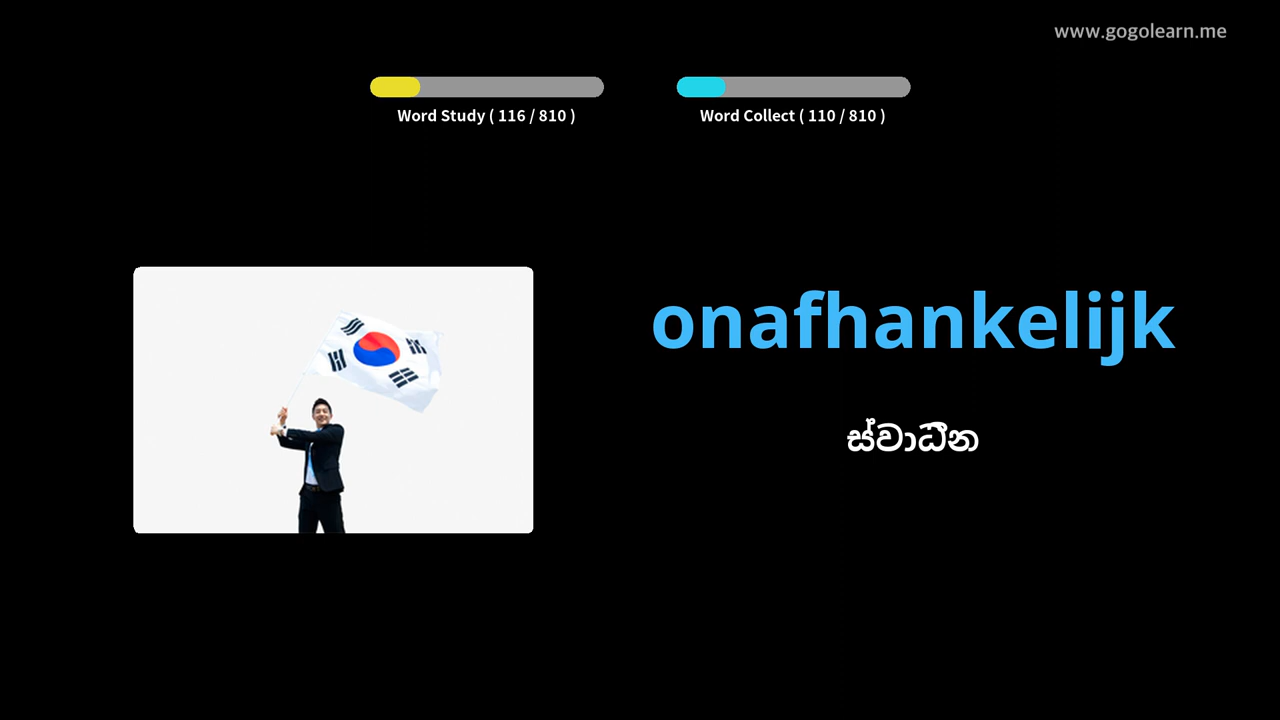 www.gogolearn.me
Word Study ( 116 / 810 )
Word Collect ( 110 / 810 )
onafhankelijk
ස්වාධීන